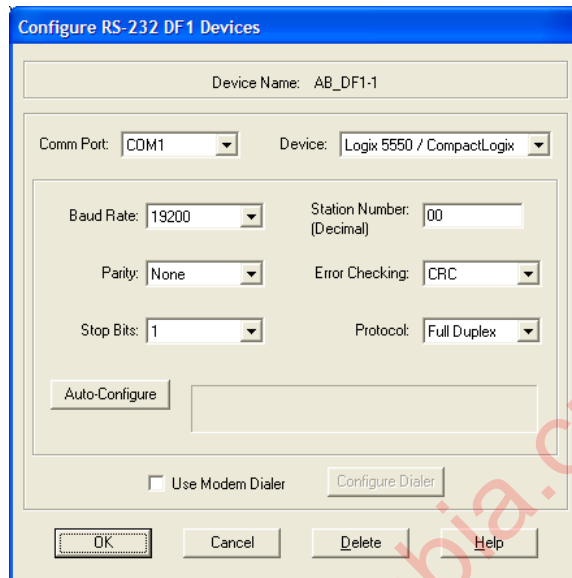 Configure RS-232 DF1 Devices
Device Name: AB_DF1-1
Comm Port: COM1 Device: Logix 5550 / CompactLogix
Baud Rate: 19200 Station Number: 00
(Decimal)
Parity: None Error Checking: CRC
Stop Bits: 1 Protocol: Full Duplex
Auto-Configure
Use Modem Dialer Configure Dialer
OK Cancel Delete Help
bia.c